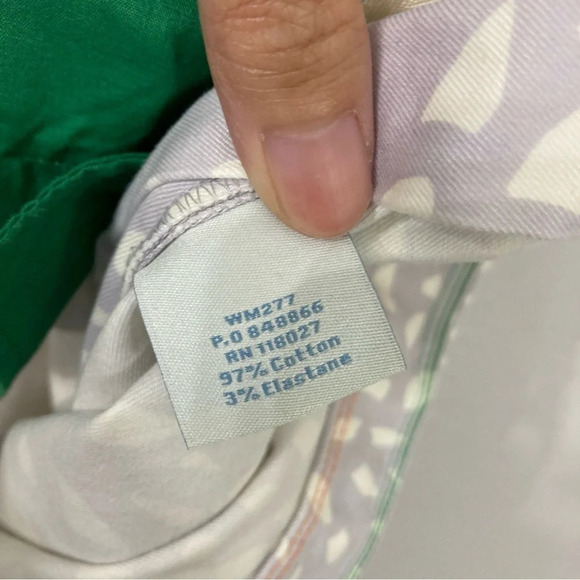 WM277
P.O 848866
RN 118027
97% Cotton
3% Elastane